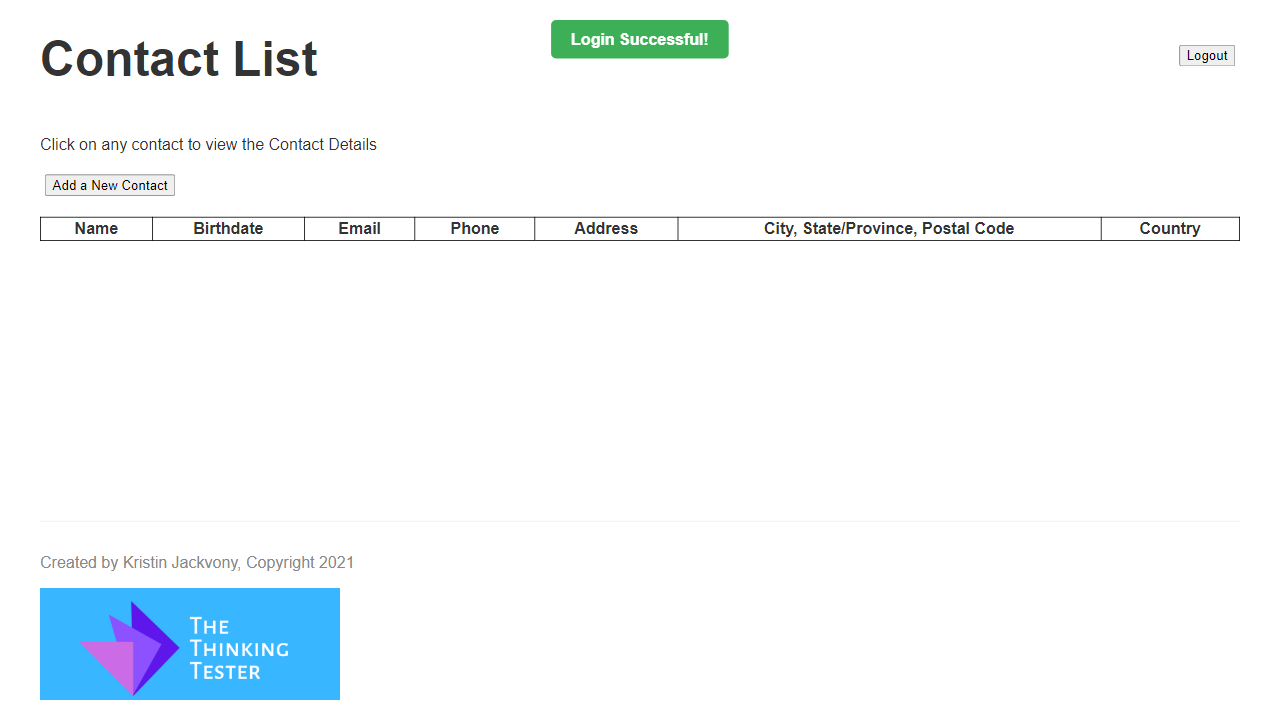 Contact List
Login Successful!
Logout
Click on any contact to view the Contact Details
Add a New Contact
Name Birthdate Email Phone Address City, State/Province, Postal Code Country
Created by Kristin Jackvony, Copyright 2021
THE
THINKING
TESTER